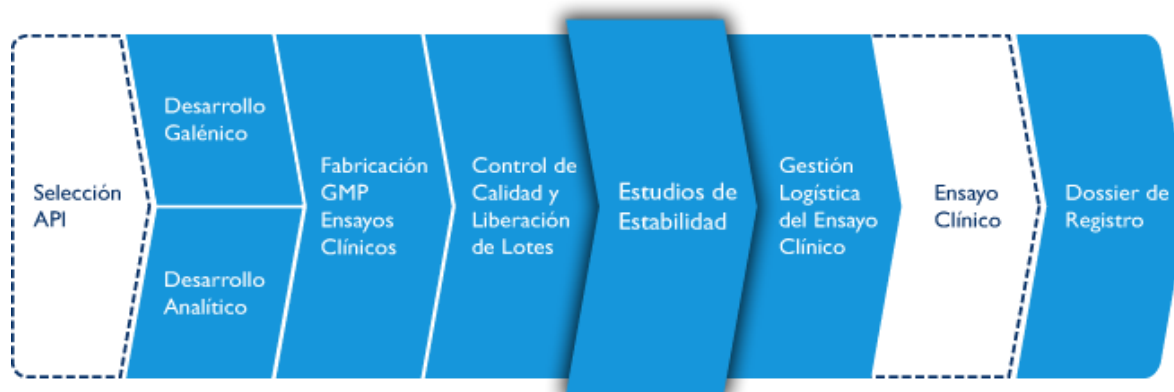 Selección
API
Desarrollo
Galénico
Desarrollo
Analítico
Fabricación
GMP
Ensayos
Clínicos
Control de
Calidad y
Liberación
de Lotes
Estudios de
Estabilidad
Gestión
Logística
del Ensayo
Clínico
Ensayo
Clínico
Dossier de
Registro